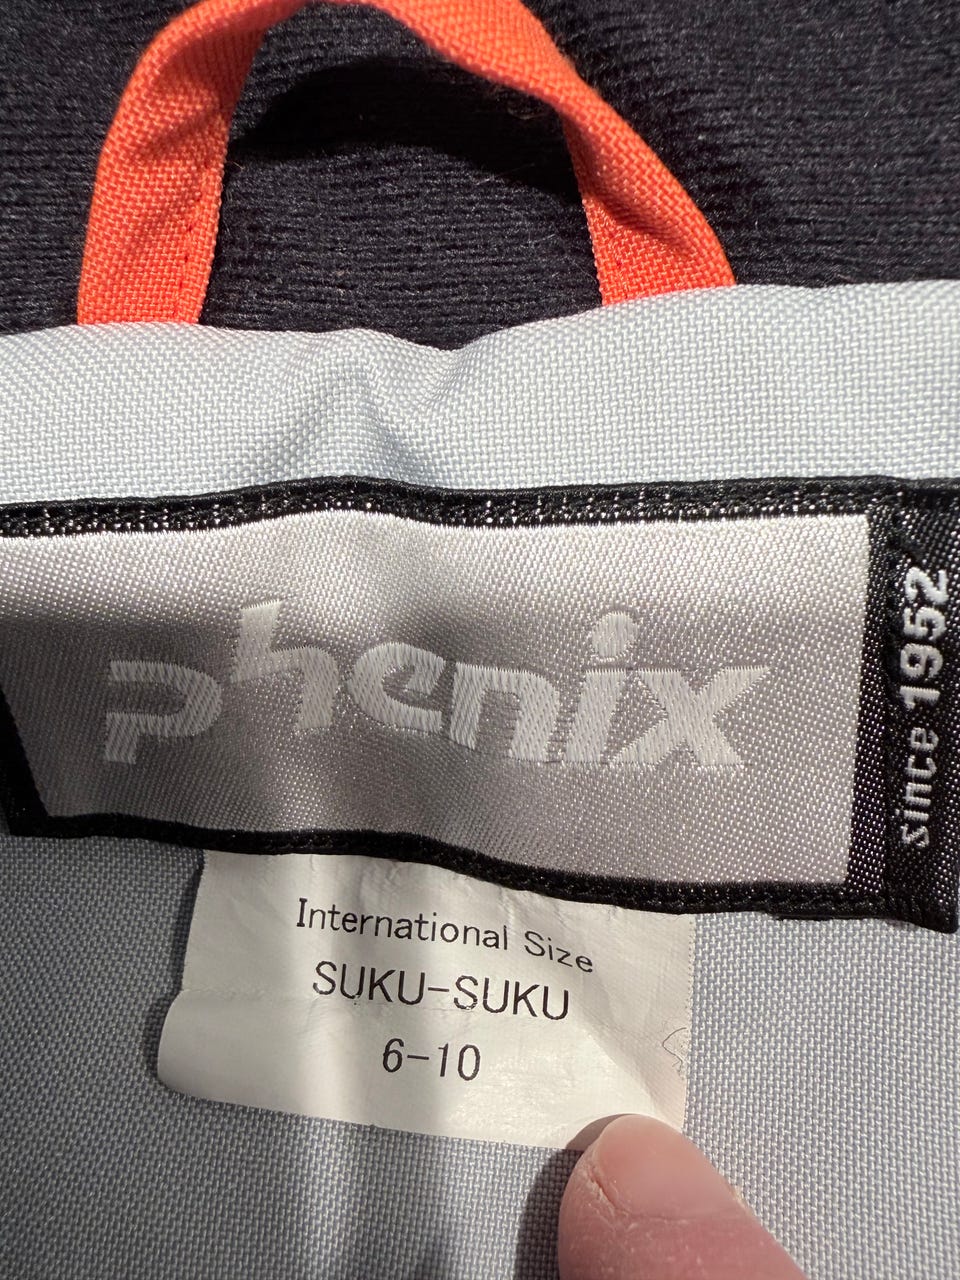 phenix
since 1952
International Size
SUKU-SUKU
6-10